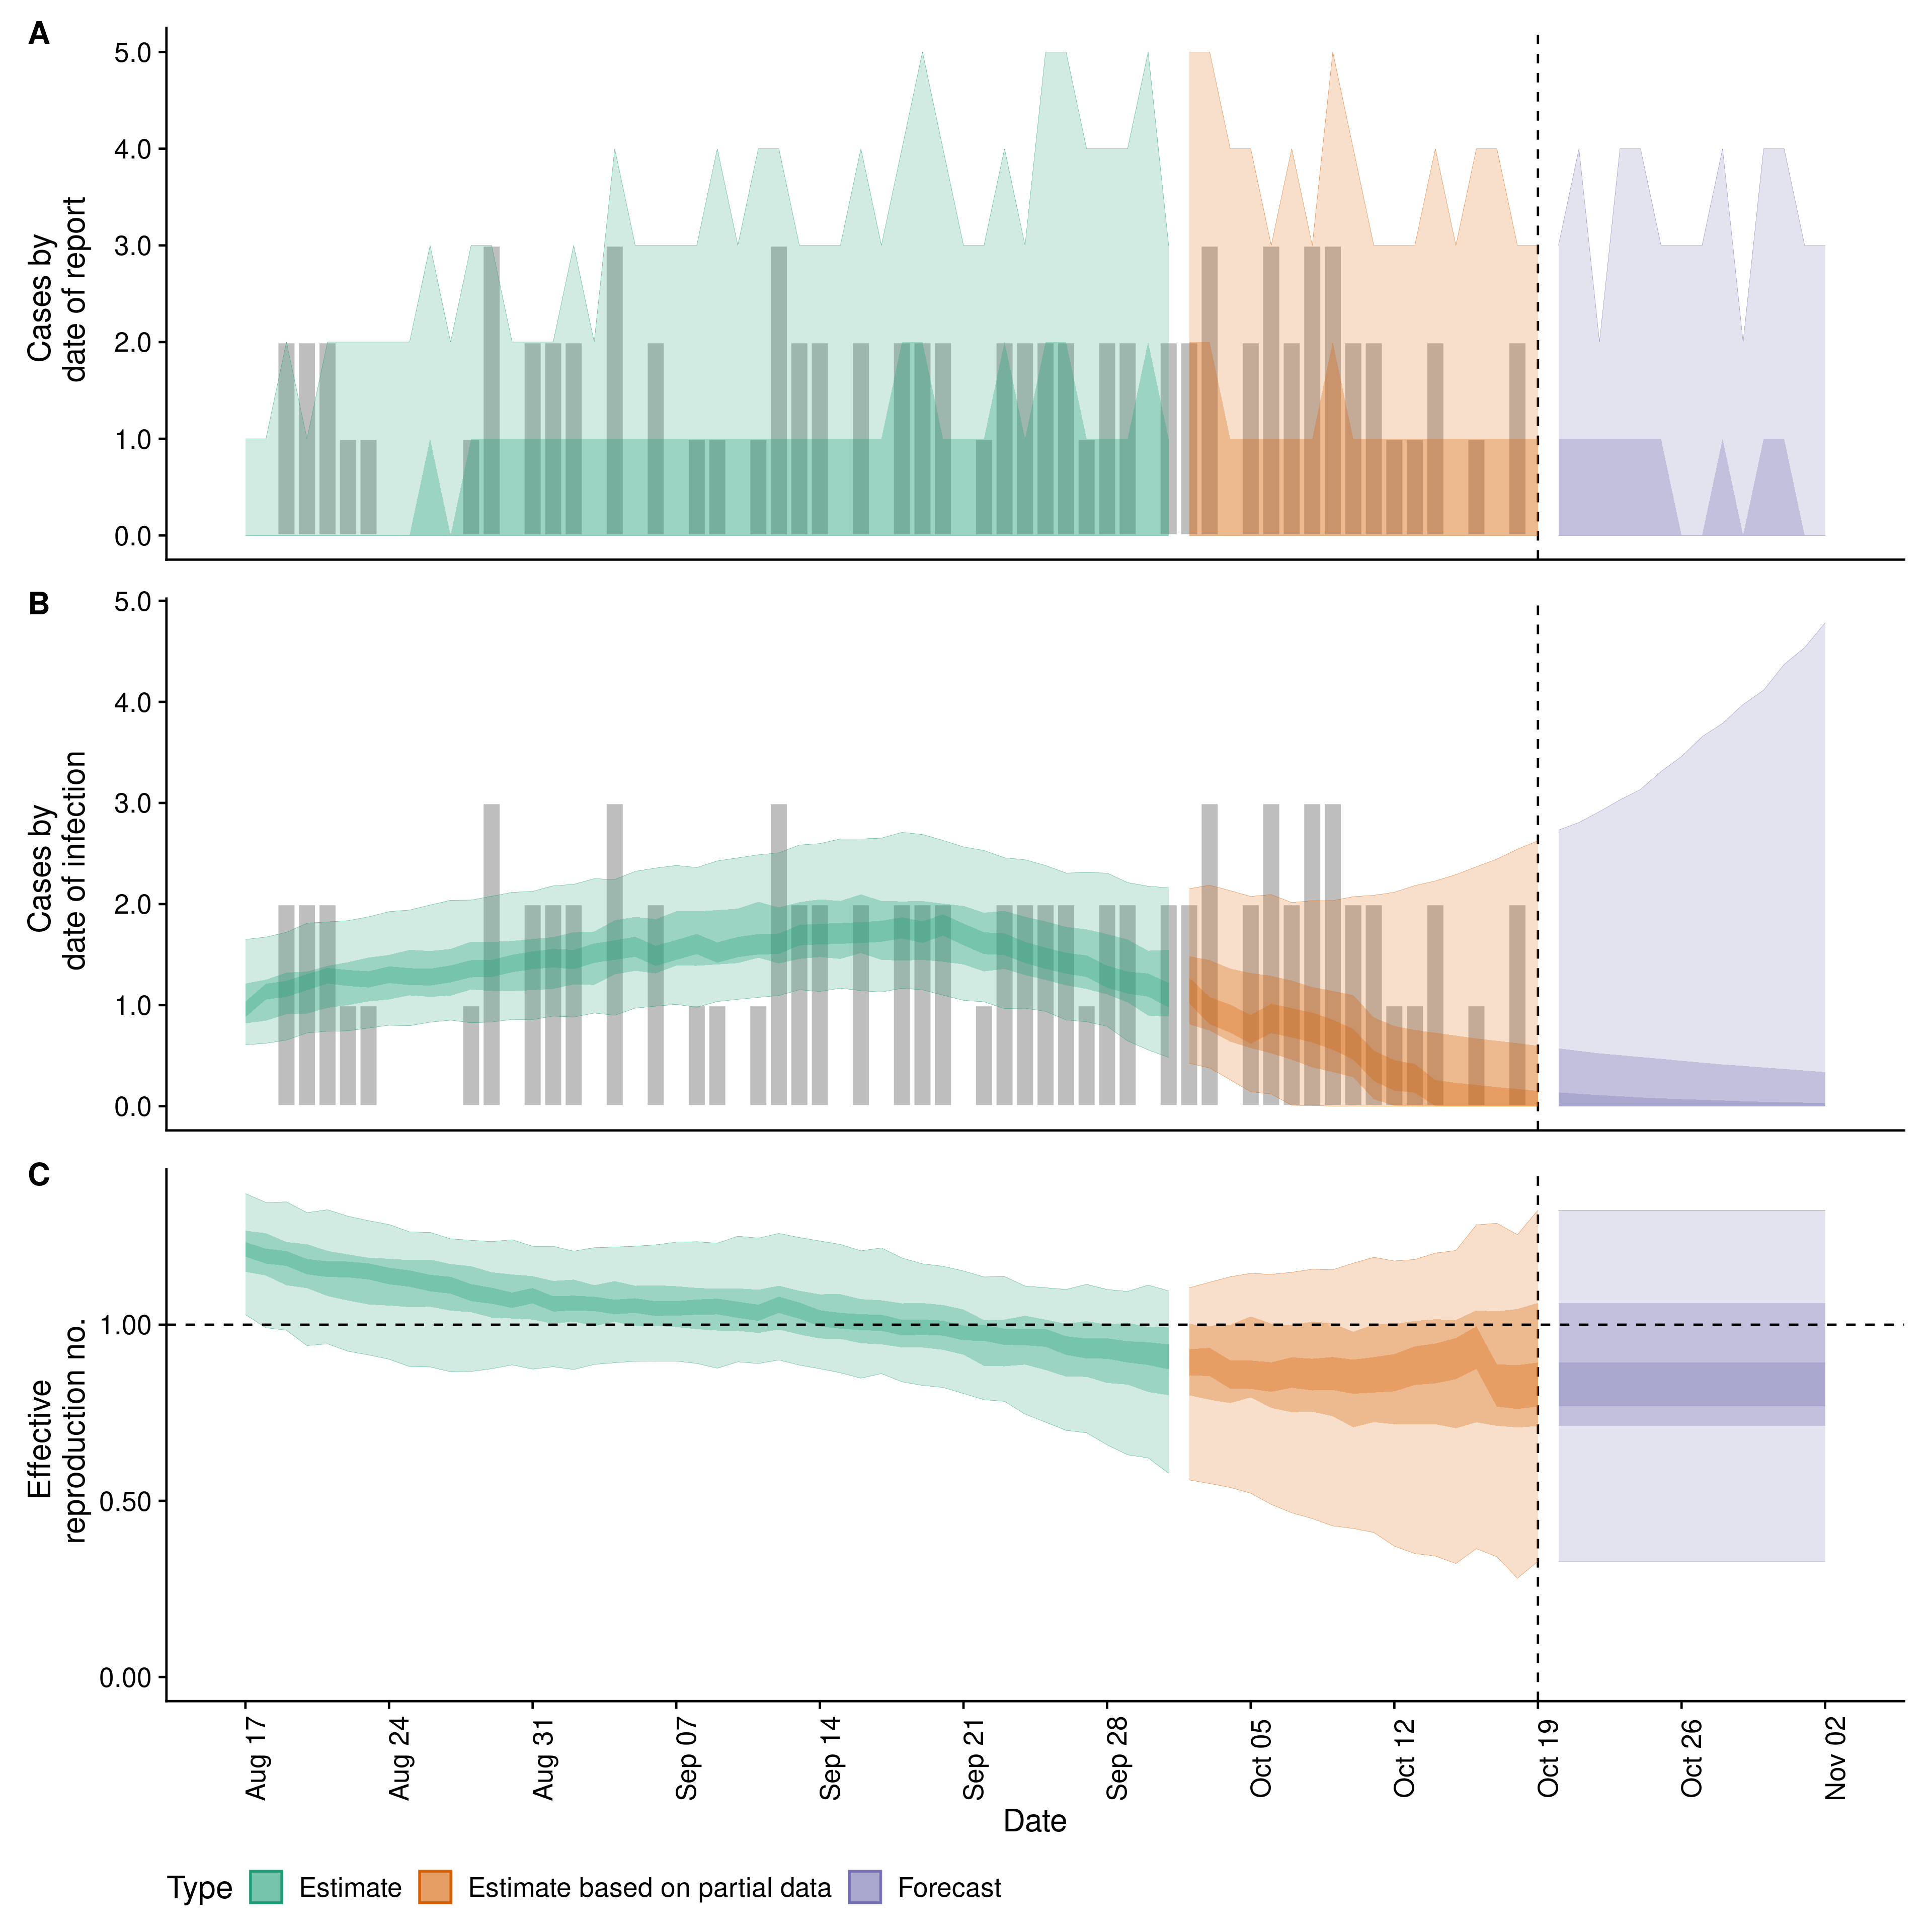 A
5.0
4.0
3.0
2.0
1.0
0.0
Cases by
date of report
B
5.0
4.0
3.0
2.0
1.0
0.0
Cases by
date of infection
C
1.00
0.50
0.00
Effective
reproduction no.
Aug 17
Aug 24
Aug 31
Sep 07
Sep 14
Sep 21
Sep 28
Oct 05
Oct 12
Oct 19
Oct 26
Nov 02
Date
Type
Estimate
Estimate based on partial data
Forecast